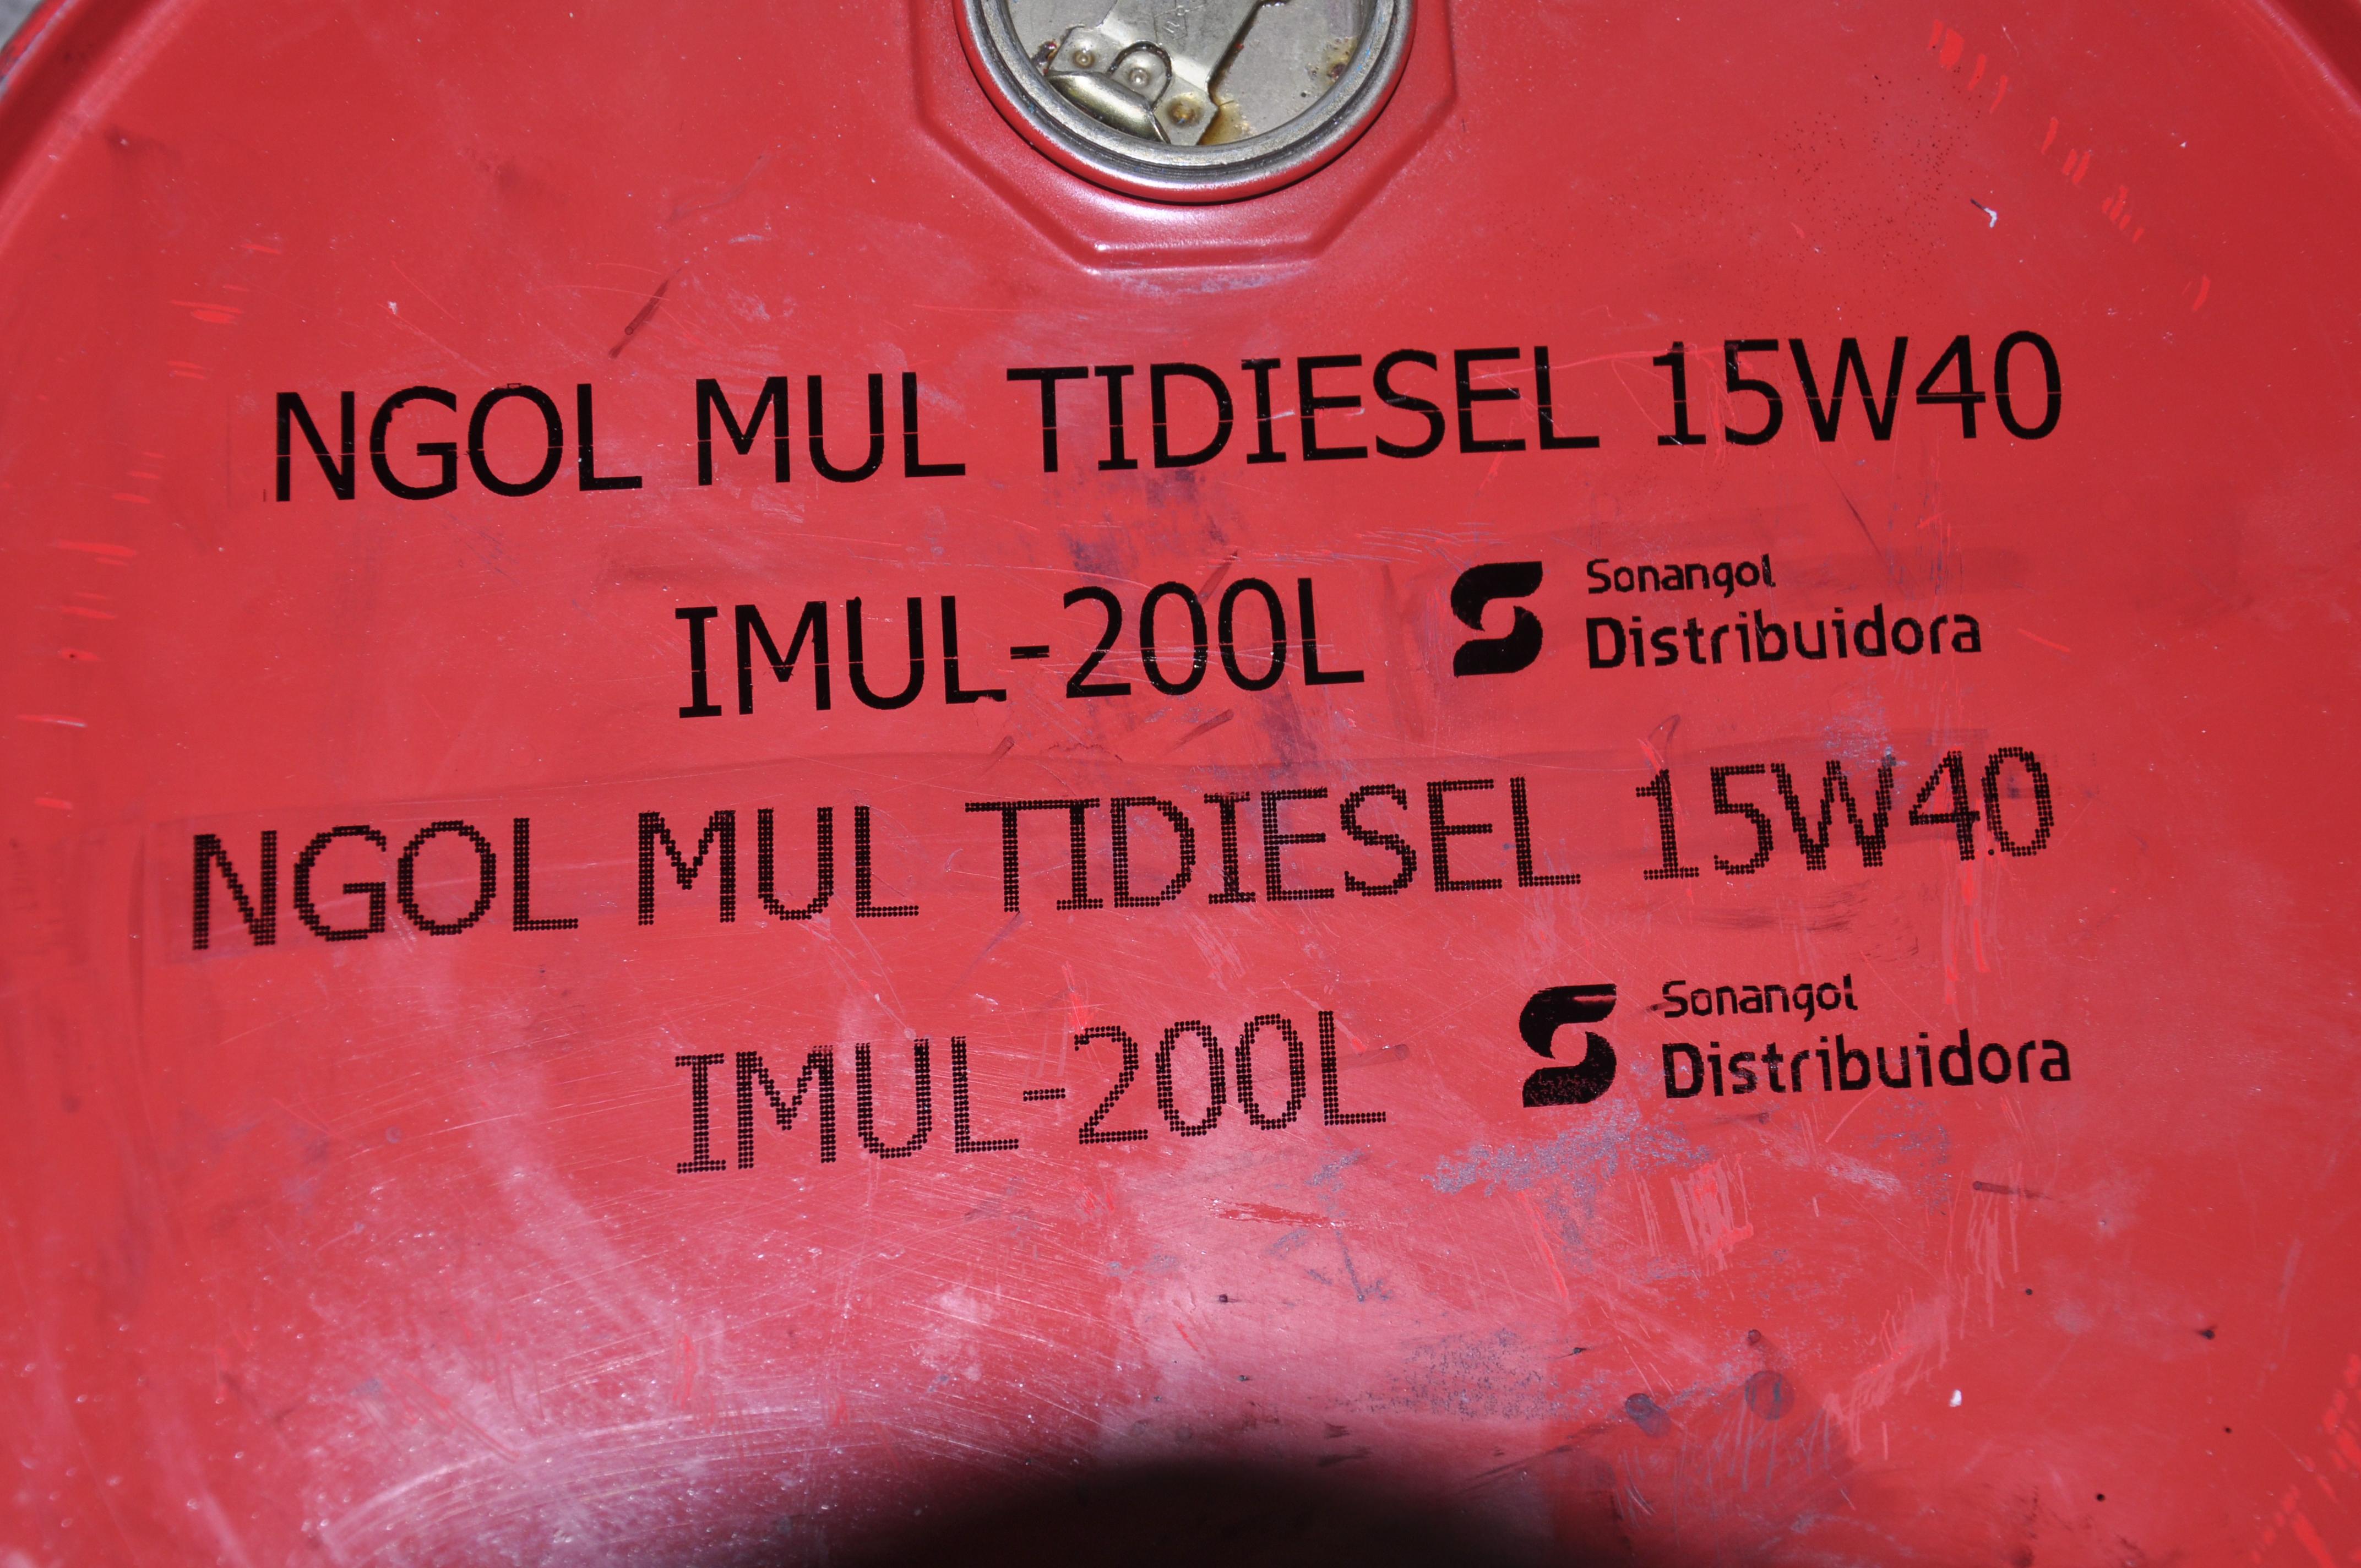 NGOL MUL TIDIESEL 15W40
IMUL-200L Sonangol
Distribuidora
NGOL MUL TIDIESEL 15W40
IMUL-200L Sonangol
Distribuidora